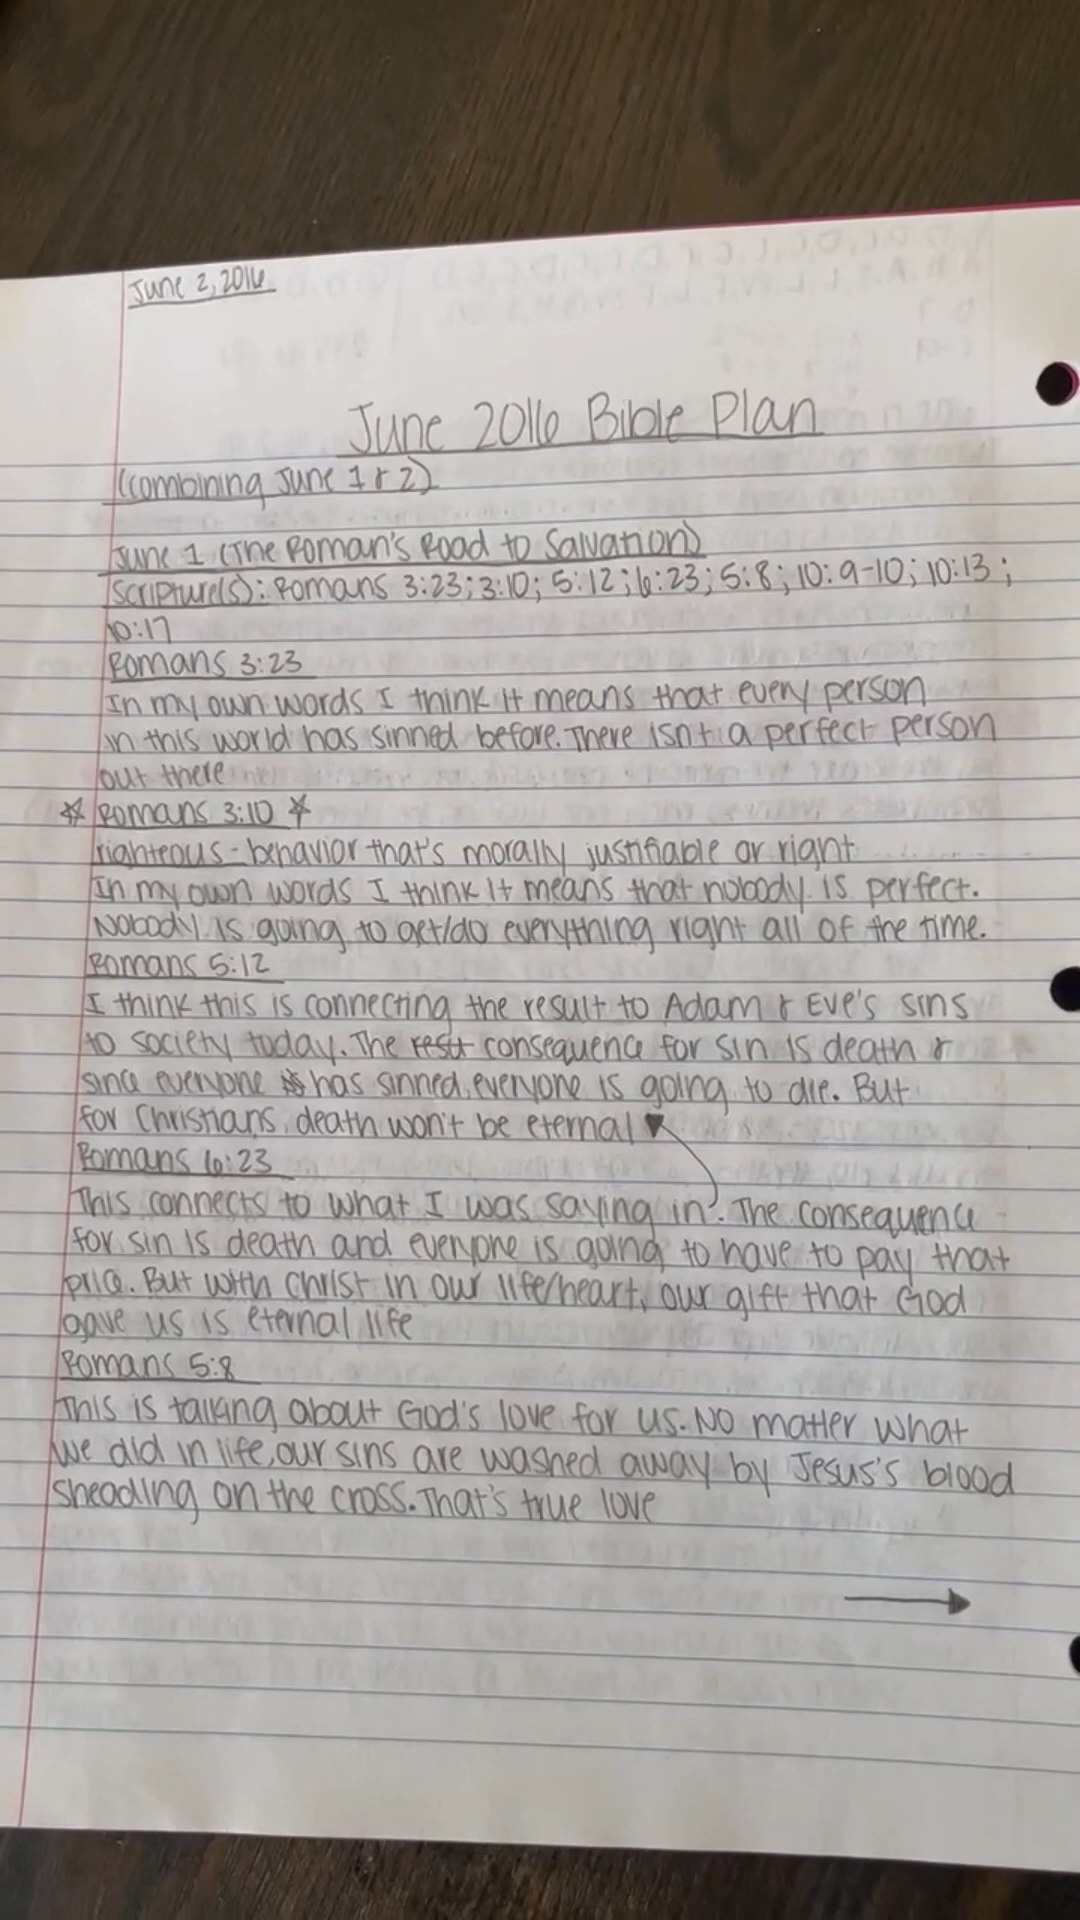 June 2, 2016
June 2016 Bible Plan
(combining June 1 & 2)
June 1 (The Roman's Road to Salvation)
Scripture(s): Romans 3:23; 3:10; 5:12; 6:23; 5:8; 10:9-10; 10:13;
10:17
Romans 3:23
In my own words I think it means that every person
in this world has sinned before. There isn't a perfect person
out there
☆ Romans 3:10 ☆
righteous - behavior that's morally justifiable or right
In my own words I think it means that nobody is perfect.
Nobody is going to get/do everything right all of the time.
Romans 5:12
I think this is connecting the result to Adam & Eve's sins
to society today. The consequence for sin is death &
since everyone has sinned, everyone is going to die. But
for Christians, death won't be eternal
Romans 6:23
This connects to what I was saying in. The consequence
for sin is death and everyone is going to have to pay that
price. But with Christ in our life/heart, our gift that God
gave us is eternal life
Romans 5:8
This is talking about God's love for us. No matter what
we did in life, our sins are washed away by Jesus's blood
sheading on the cross. That's true love
→